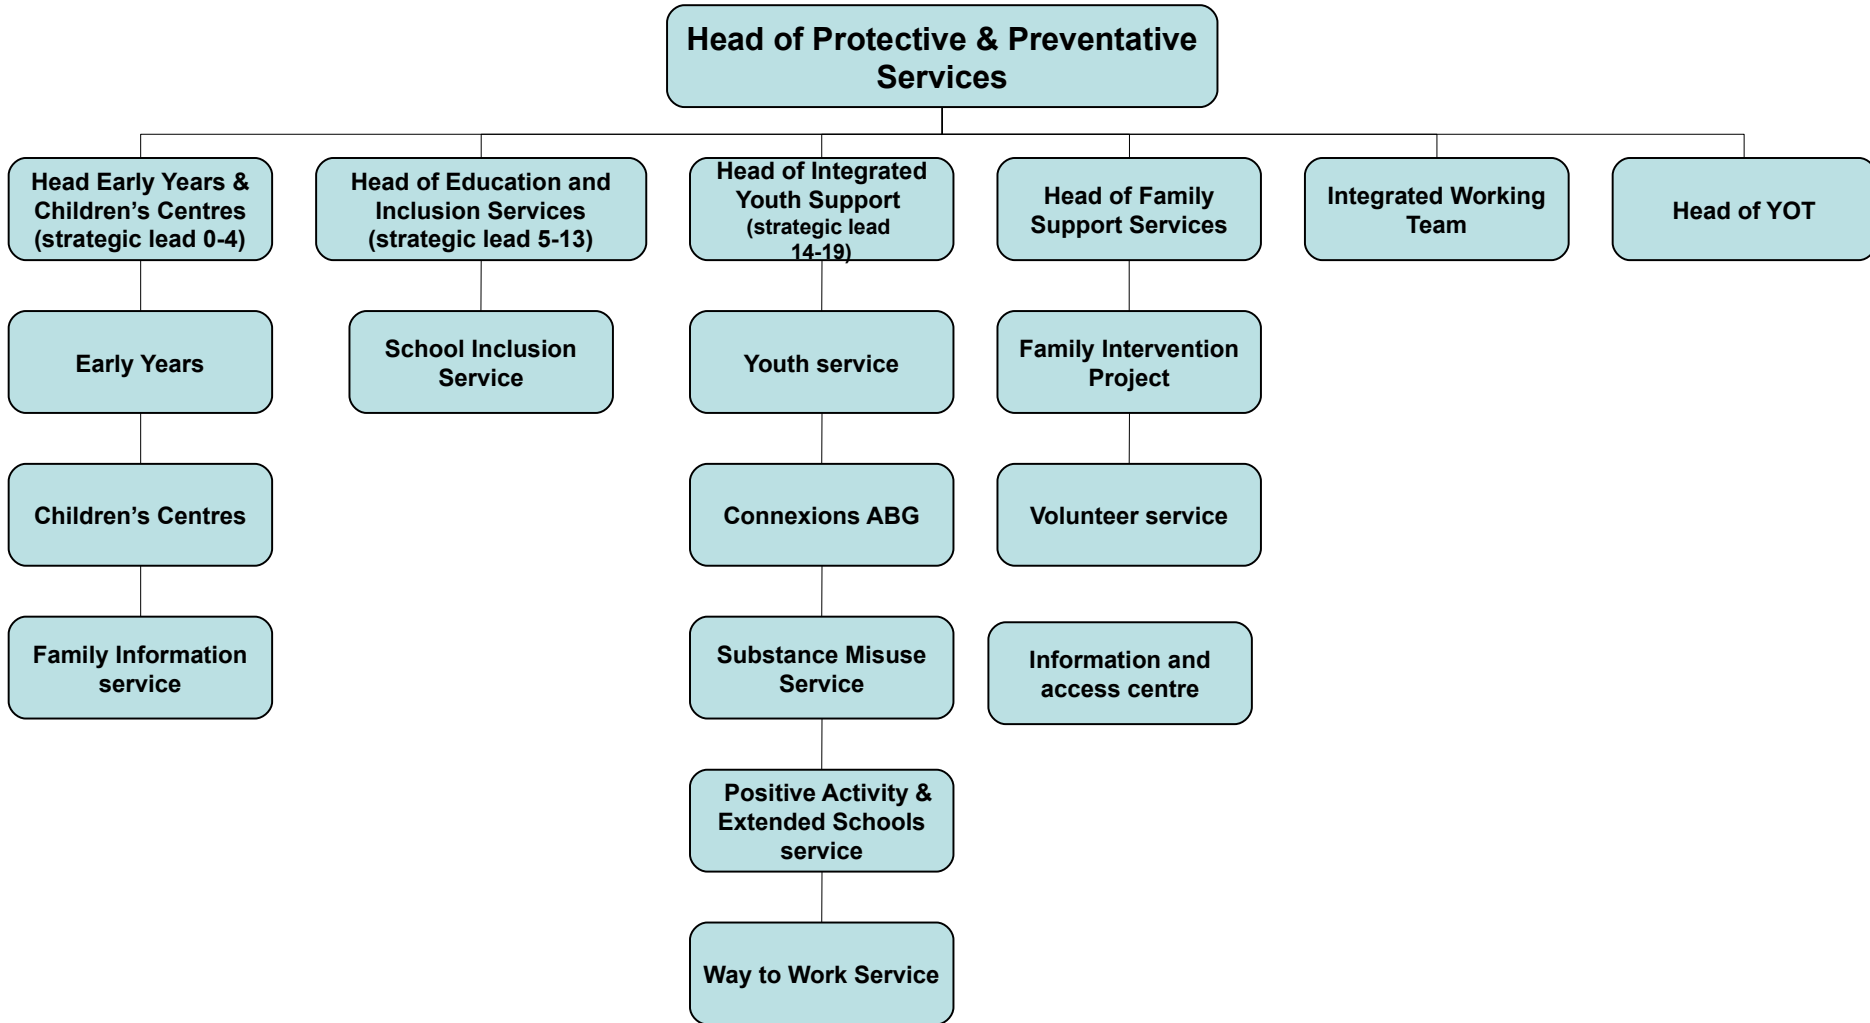 Head of Protective & Preventative
Services
Head Early Years &
Children’s Centres
(strategic lead 0-4)
Head of Education and
Inclusion Services
(strategic lead 5-13)
Head of Integrated
Youth Support
(strategic lead
14-19)
Head of Family
Support Services
Integrated Working
Team
Head of YOT
Early Years
School Inclusion
Service
Youth service
Family Intervention
Project
Children’s Centres
Connexions ABG
Volunteer service
Family Information
service
Substance Misuse
Service
Information and
access centre
Positive Activity &
Extended Schools
service
Way to Work Service